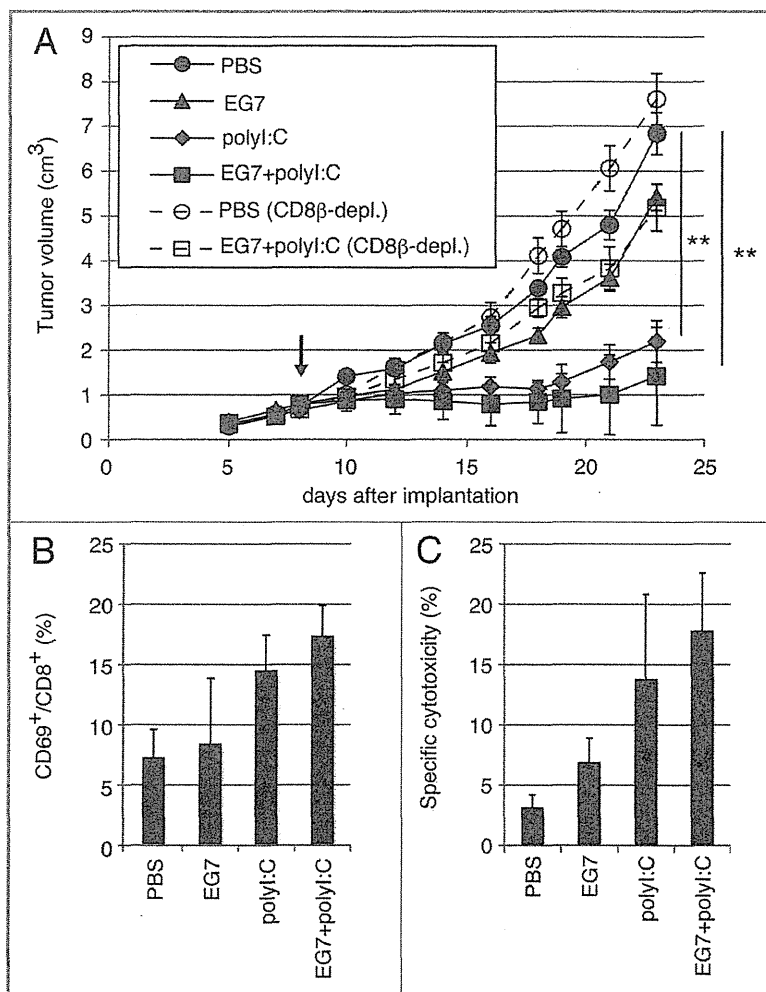 A
Tumor volume (cm³)
9
8
7
6
5
4
3
2
1
0
PBS
EG7
polyI:C
EG7+polyI:C
PBS (CD8β-depl.)
EG7+polyI:C (CD8β-depl.)
**
**
0
5
10
15
20
25
days after implantation
B
CD69⁺/CD8⁺ (%)
25
20
15
10
5
0
PBS
EG7
polyI:C
EG7+polyI:C
C
Specific cytotoxicity (%)
25
20
15
10
5
0
PBS
EG7
polyI:C
EG7+polyI:C